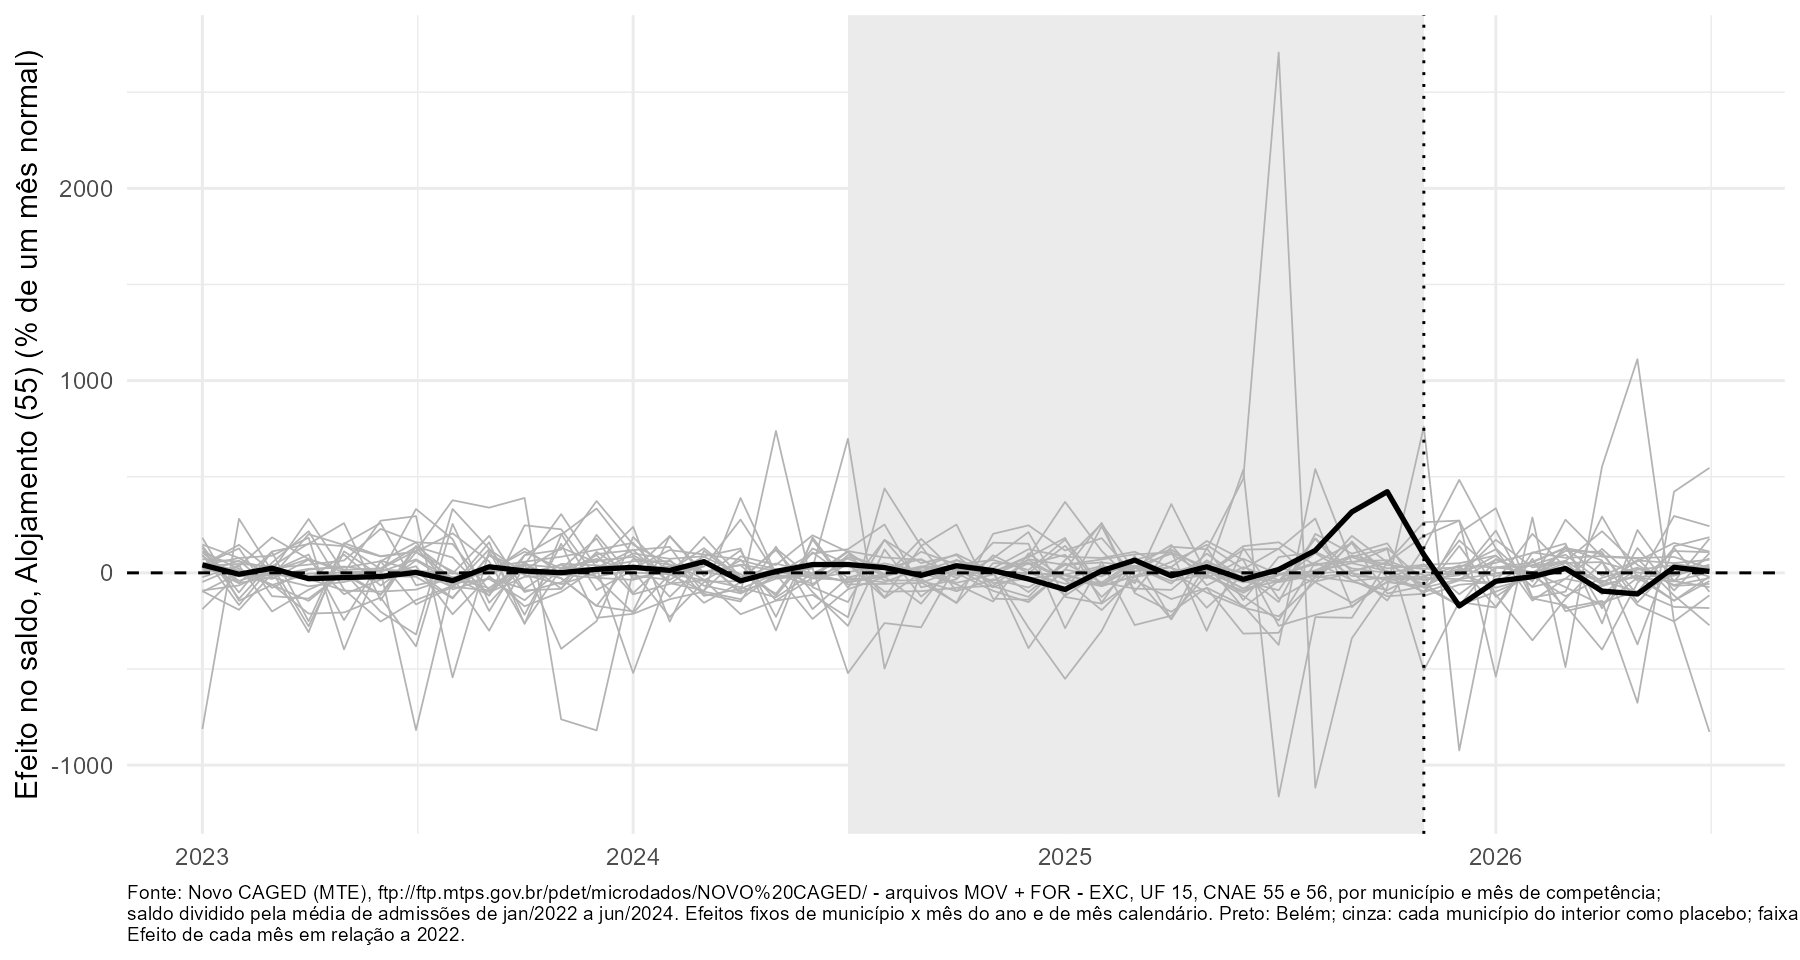 Efeito no saldo, Alojamento (55) (% de um mês normal)
2000
1000
0
-1000
2023
2024
2025
2026
Fonte: Novo CAGED (MTE), ftp://ftp.mtps.gov.br/pdet/microdados/NOVO%20CAGED/ - arquivos MOV + FOR - EXC, UF 15, CNAE 55 e 56, por município e mês de competência;
saldo dividido pela média de admissões de jan/2022 a jun/2024. Efeitos fixos de município x mês do ano e de mês calendário. Preto: Belém; cinza: cada município do interior como placebo; faixa
Efeito de cada mês em relação a 2022.